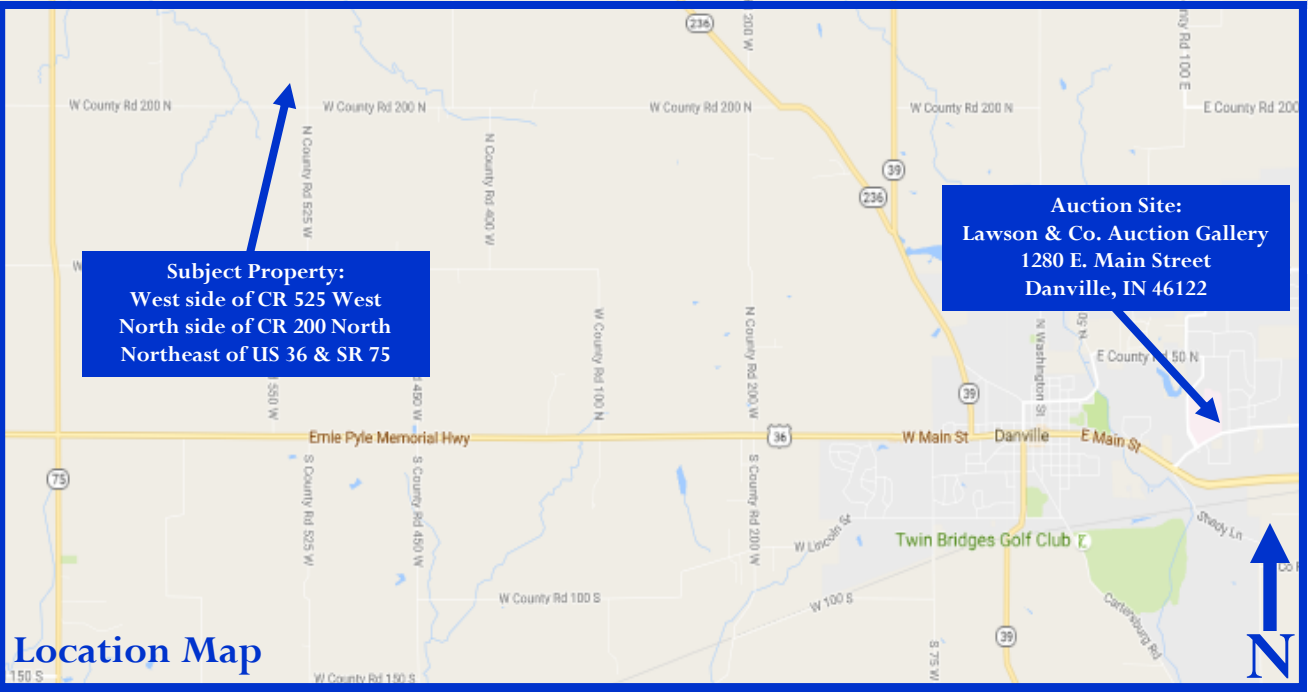 236
200 W
nty Rd 100 E
W County Rd 200 N
W County Rd 200 N
W County Rd 200 N
W County Rd 200 N
E County Rd 200
N County Rd 525 W
N County Rd 400 W
39
236
Auction Site:
Lawson & Co. Auction Gallery
1280 E. Main Street
Danville, IN 46122
W
Subject Property:
West side of CR 525 West
North side of CR 200 North
Northeast of US 36 & SR 75
W County Rd 100 N
N County Rd 200 W
N Washington St
E County Rd 50 N
550 W
450 W
39
Ernie Pyle Memorial Hwy
36
W Main St
Danville
E Main St
75
S County Rd 525 W
S County Rd 450 W
S County Rd 200 W
W Lincoln St
Twin Bridges Golf Club
Shady Ln
Co R
W County Rd 100 S
W 100 S
Cartersburg Rd
39
S 75 W
Location Map
N
150 S
W County Rd 150 S